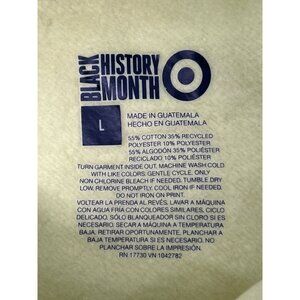 BLACK
HISTORY
MONTH
L
MADE IN GUATEMALA
HECHO EN GUATEMALA
55% COTTON 35% RECYCLED
POLYESTER 10% POLYESTER
55% ALGODÓN 35% POLIÉSTER
RECICLADO 10% POLIÉSTER
TURN GARMENT INSIDE OUT. MACHINE WASH COLD
WITH LIKE COLORS. GENTLE CYCLE. ONLY
NON CHLORINE BLEACH IF NEEDED. TUMBLE DRY
LOW. REMOVE PROMPTLY. COOL IRON IF NEEDED.
DO NOT IRON ON PRINT.
VOLTEAR LA PRENDA AL REVÉS. LAVAR A MÁQUINA
CON AGUA FRÍA CON COLORES SIMILARES, CICLO
DELICADO. SÓLO BLANQUEADOR SIN CLORO SI ES
NECESARIO. SECAR A MÁQUINA A TEMPERATURA
BAJA. RETIRAR OPORTUNAMENTE. PLANCHAR A
BAJA TEMPERATURA SI ES NECESARIO. NO
PLANCHAR SOBRE LA IMPRESIÓN.
RN 17730 VN 1042782